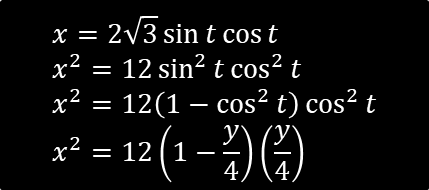 x = 2√3 sin t cos t
x² = 12 sin² t cos² t
x² = 12(1 − cos² t) cos² t
x² = 12 (1 − y/4) (y/4)